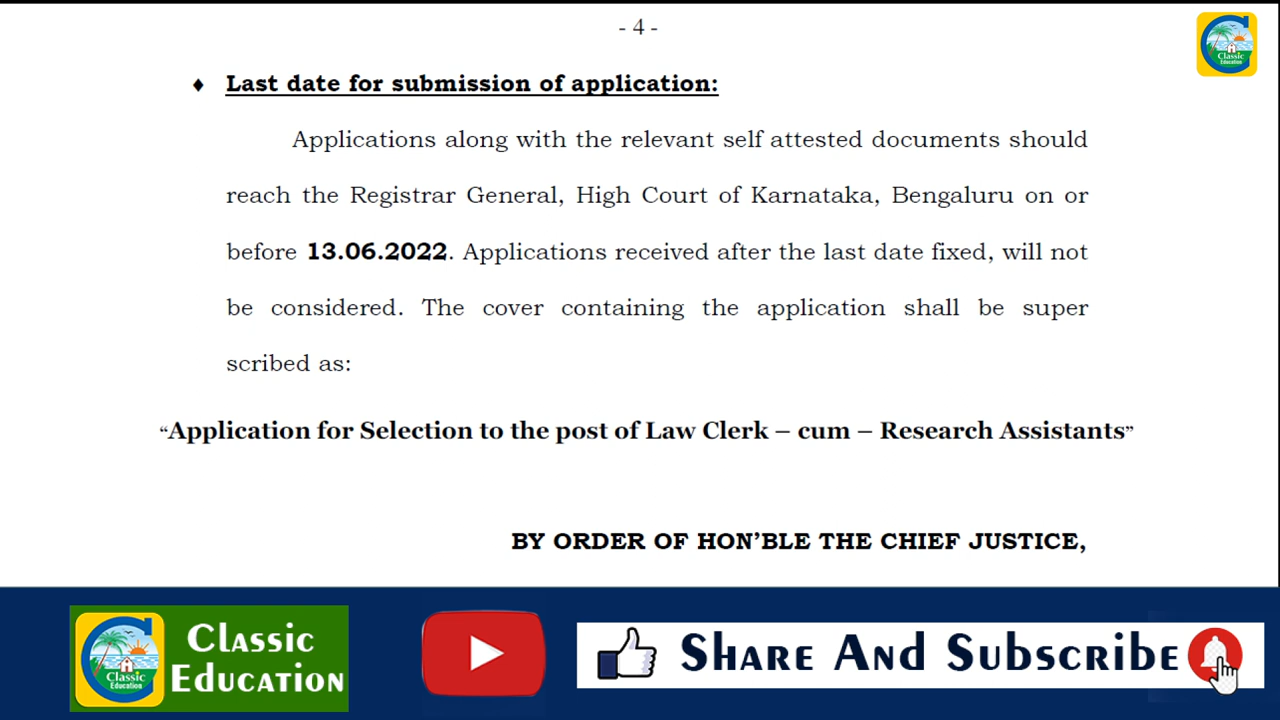 - 4 -
Classic
Education
♦ Last date for submission of application:
Applications along with the relevant self attested documents should
reach the Registrar General, High Court of Karnataka, Bengaluru on or
before 13.06.2022. Applications received after the last date fixed, will not
be considered. The cover containing the application shall be super
scribed as:
“Application for Selection to the post of Law Clerk – cum – Research Assistants”
BY ORDER OF HON’BLE THE CHIEF JUSTICE,
Classic
Education
Classic
Education
Share And Subscribe